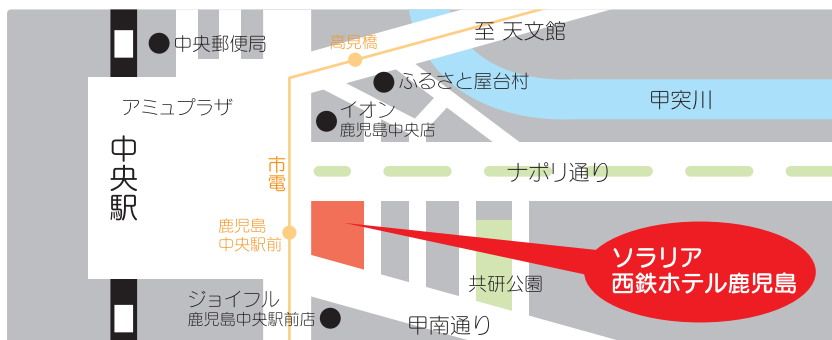 至 天文館
中央郵便局
高見橋
ふるさと屋台村
甲突川
アミュプラザ
イオン
鹿児島中央店
中央駅
市電
ナポリ通り
鹿児島
中央駅前
ソラリア
西鉄ホテル鹿児島
共研公園
ジョイフル
鹿児島中央駅前店
甲南通り